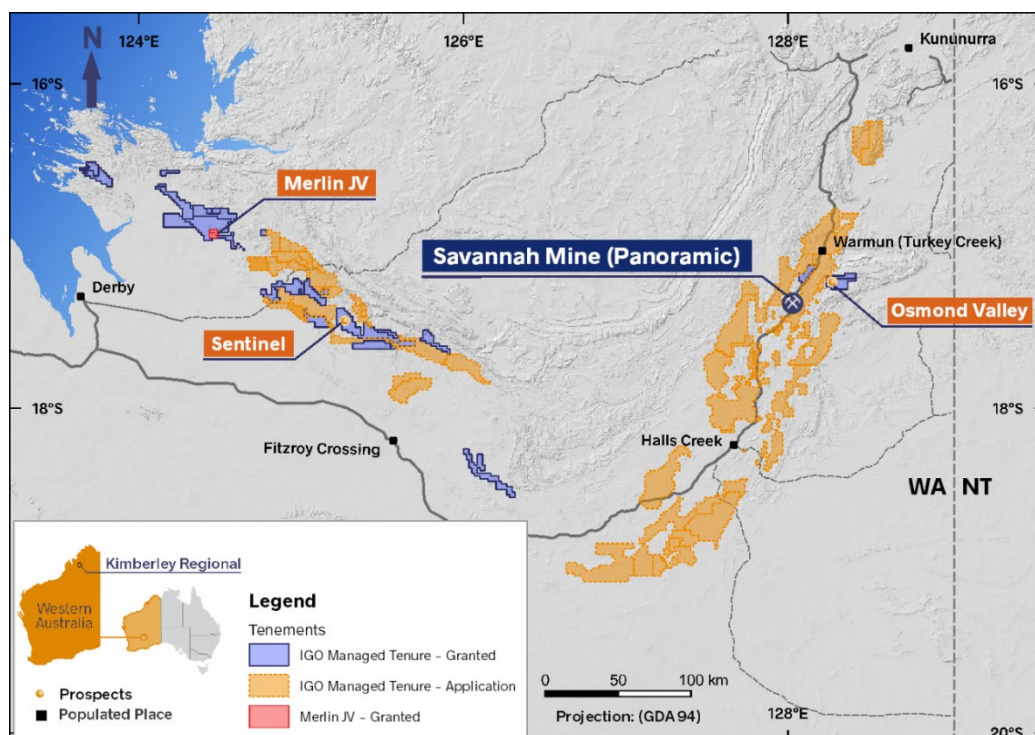 N
124°E
126°E
128°E
Kununurra
16°S
16°S
Merlin JV
Savannah Mine (Panoramic)
Warmun (Turkey Creek)
Derby
Osmond Valley
Sentinel
18°S
18°S
Fitzroy Crossing
Halls Creek
WA
NT
Kimberley Regional
Western
Australia
Legend
Tenements
IGO Managed Tenure – Granted
IGO Managed Tenure – Application
Merlin JV – Granted
Prospects
Populated Place
0 50 100 km
Projection: (GDA 94)
128°E
20°S